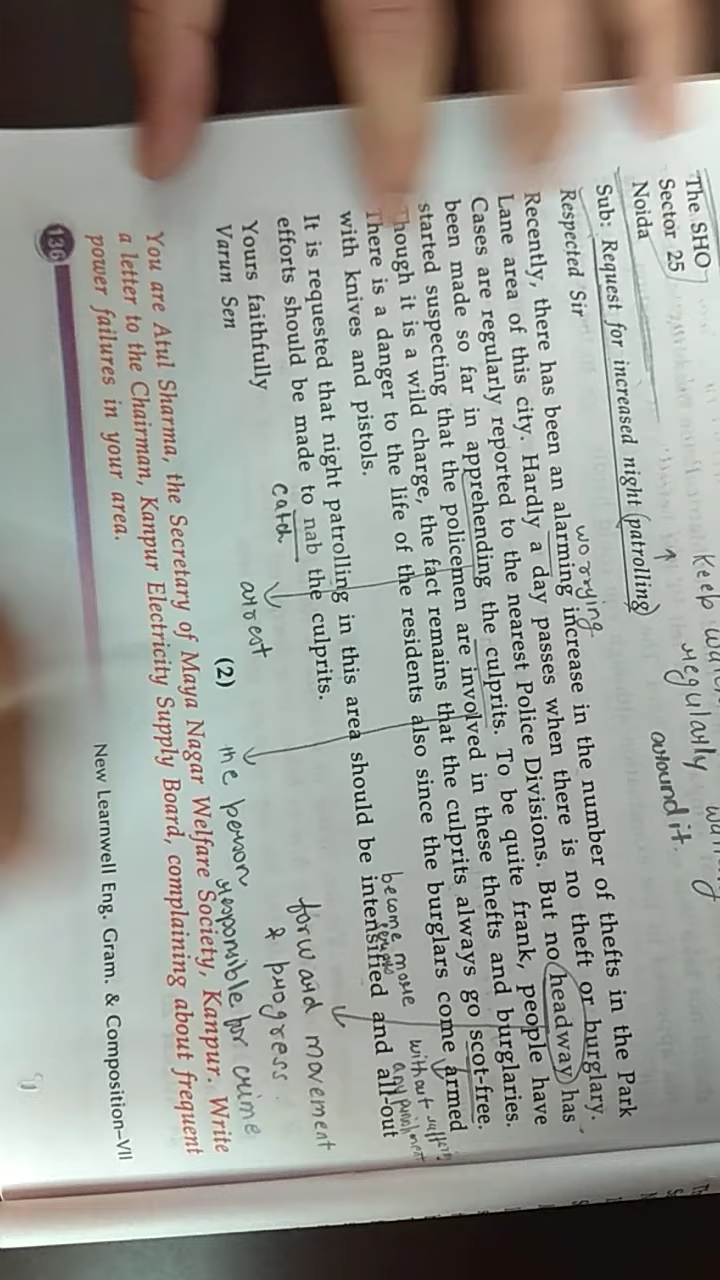 Keep
regularly
around it.
The SHO
Sector 25
Noida
Sub: Request for increased night (patrolling)
Respected Sir
worrying
Recently, there has been an alarming increase in the number of thefts in the Park
Lane area of this city. Hardly a day passes when there is no theft or burglary.
Cases are regularly reported to the nearest Police Divisions. But no headway has
been made so far in apprehending the culprits. To be quite frank, people have
started suspecting that the policemen are involved in these thefts and burglaries.
Though it is a wild charge, the fact remains that the culprits always go scot-free.
There is a danger to the life of the residents also since the burglars come armed
with knives and pistols.
without suffering
any punishment
become more
serious
It is requested that night patrolling in this area should be intensified and all-out
efforts should be made to nab the culprits.
catch
forward movement
& progress.
Yours faithfully
Varun Sen
arrest
the person responsible for crime
(2)
You are Atul Sharma, the Secretary of Maya Nagar Welfare Society, Kanpur. Write
a letter to the Chairman, Kanpur Electricity Supply Board, complaining about frequent
power failures in your area.
136
New Learnwell Eng. Gram. & Composition–VII